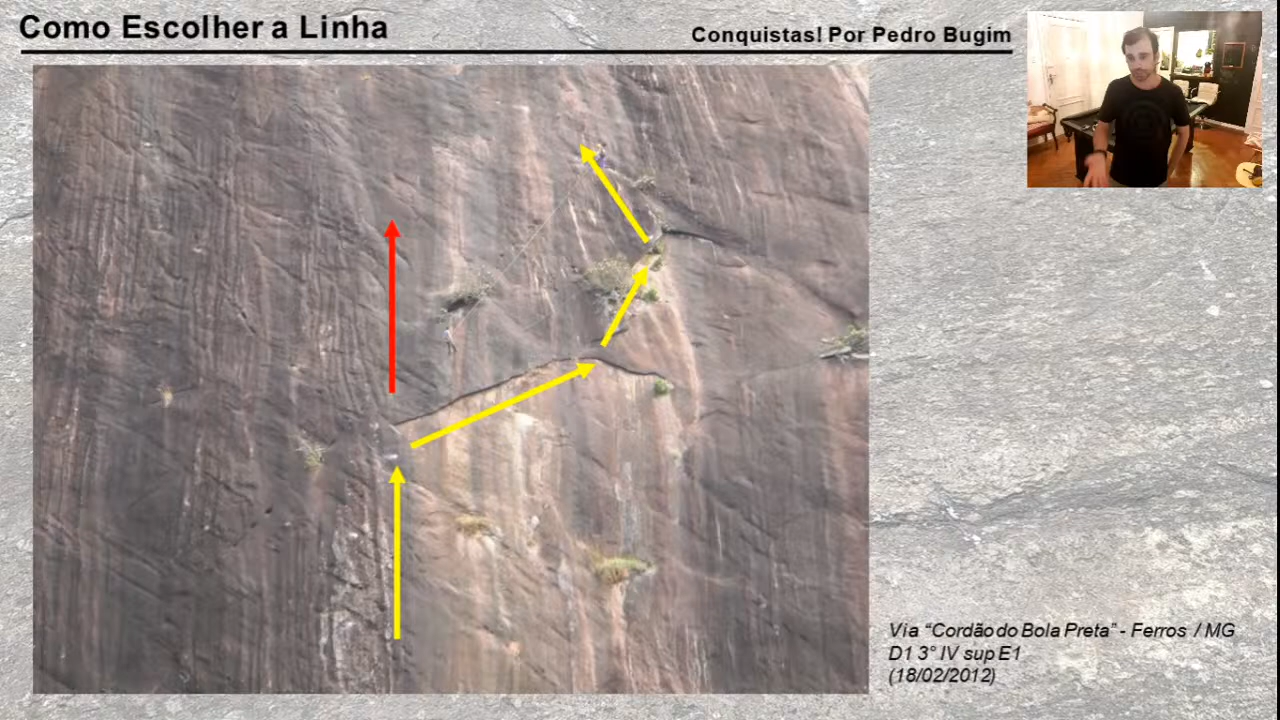 Como Escolher a Linha
Conquistas! Por Pedro Bugim
Via “Cordão do Bola Preta” - Ferros / MG
D1 3° IV sup E1
(18/02/2012)